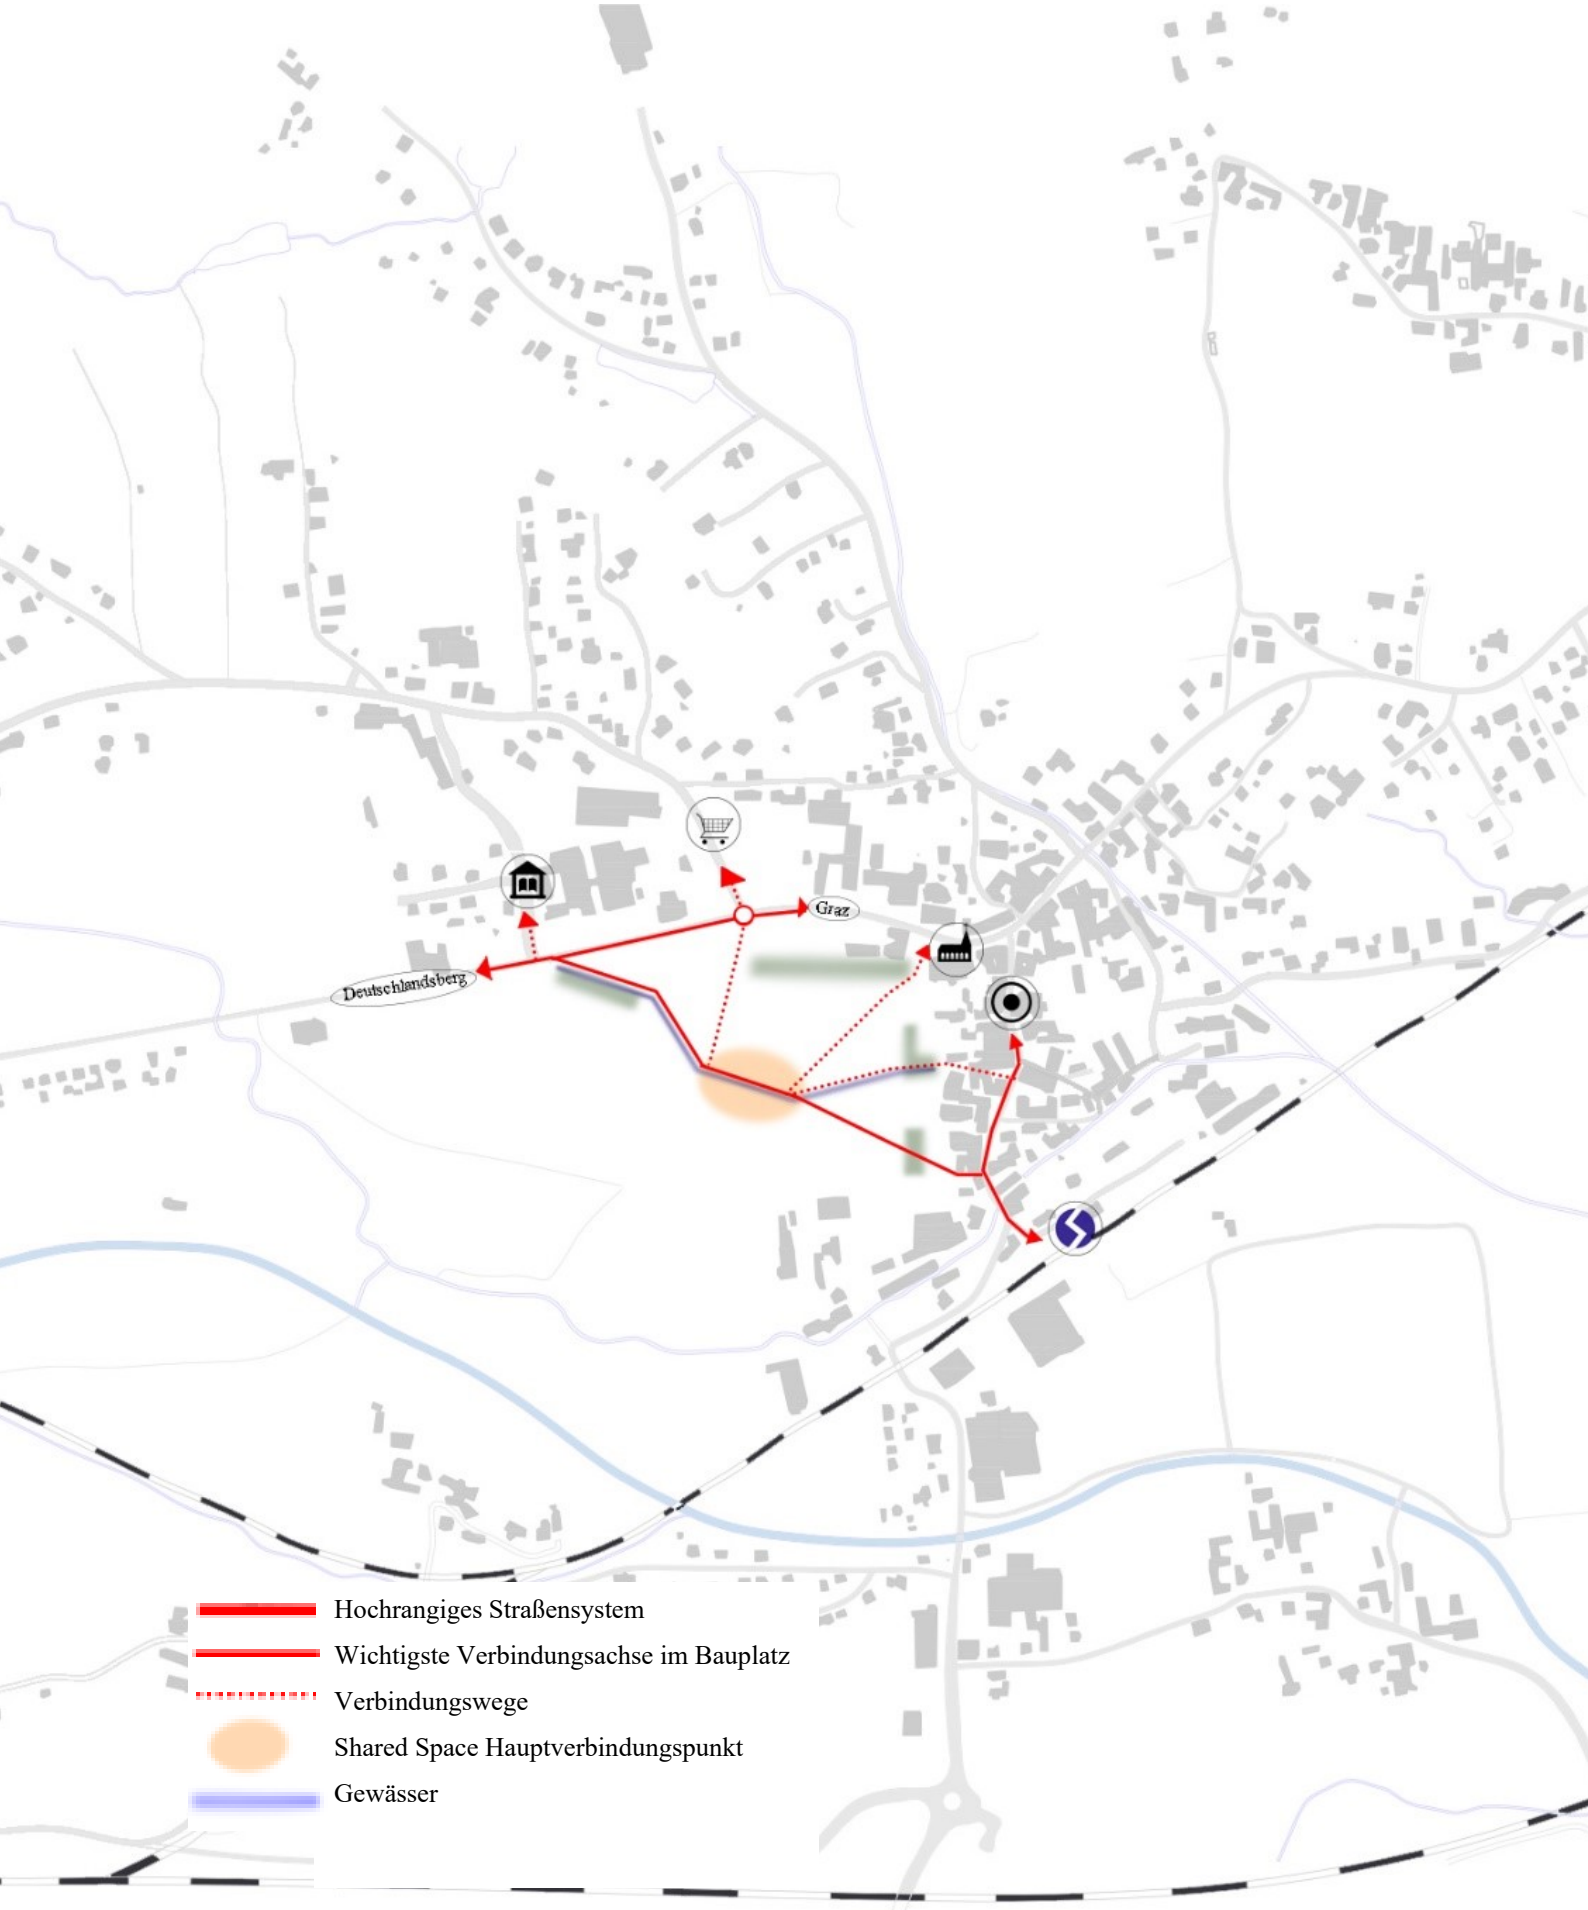 Graz
Deutschlandsberg
Hochrangiges Straßensystem
Wichtigste Verbindungsachse im Bauplatz
Verbindungswege
Shared Space Hauptverbindungspunkt
Gewässer